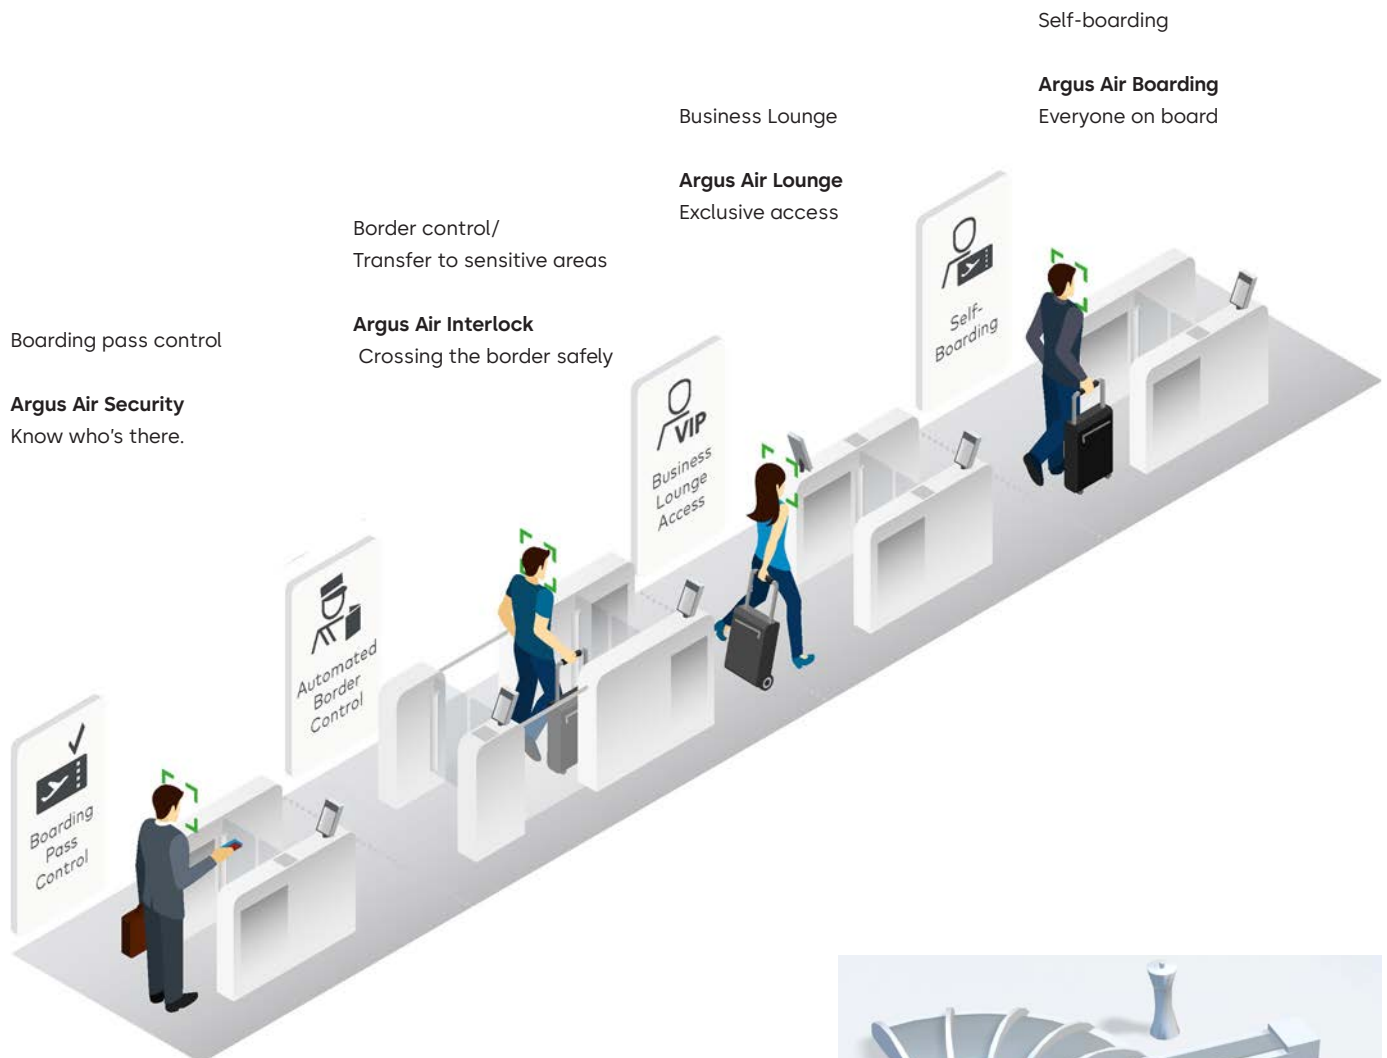 Self-boarding
Argus Air Boarding
Everyone on board
Business Lounge
Argus Air Lounge
Exclusive access
Border control/
Transfer to sensitive areas
Argus Air Interlock
Crossing the border safely
Boarding pass control
Argus Air Security
Know who's there.
Self-
Boarding
VIP
Business
Lounge
Access
Automated
Border
Control
Boarding
Pass
Control